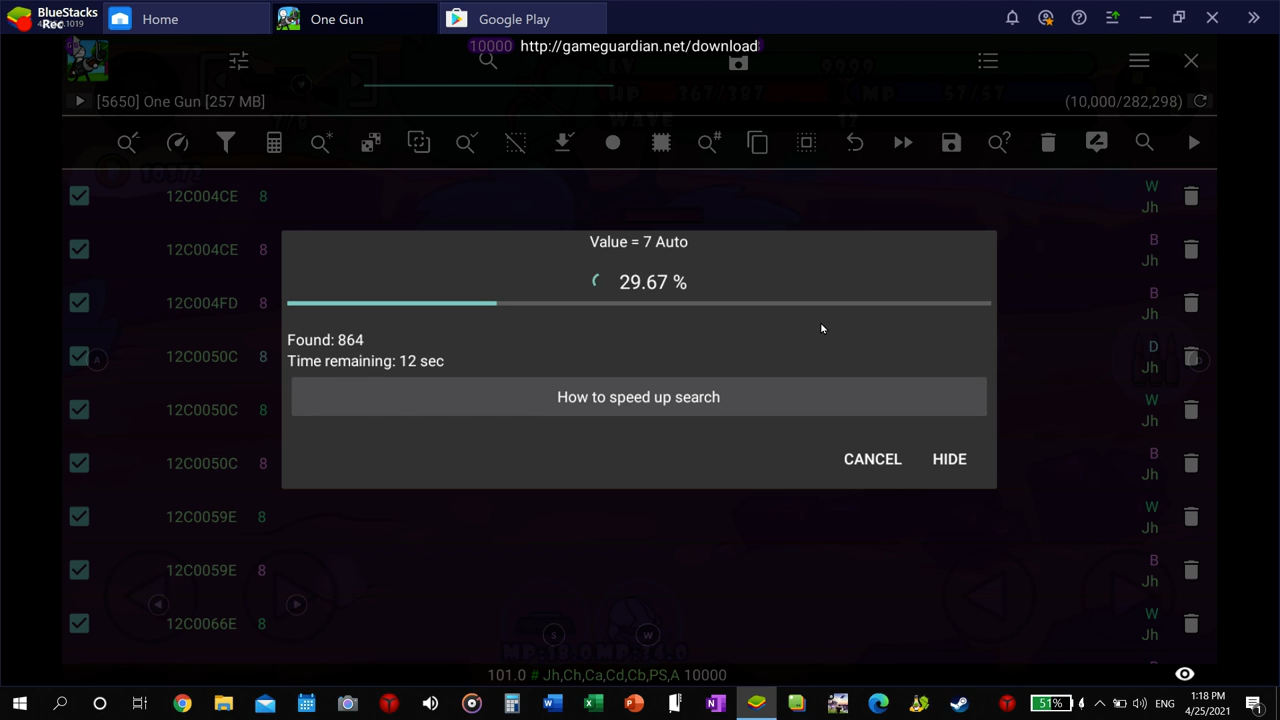 BlueStacks
Rec
Home
One Gun
Google Play
10000 http://gameguardian.net/download
9999
[5650] One Gun [257 MB]
(10,000/282,298)
12C004CE 8 W
Jh
12C004CE 8 B
Jh
12C004FD 8 B
Jh
12C0050C 8 D
Jh
12C0050C 8 W
Jh
12C0050C 8 B
Jh
12C0059E 8 W
Jh
12C0059E 8 B
Jh
12C0066E 8 W
Jh
Value = 7 Auto
29.67 %
Found: 864
Time remaining: 12 sec
How to speed up search
CANCEL HIDE
A
S
W
101.0 # Jh,Ch,Ca,Cd,Cb,PS,A 10000
51%
ENG
1:18 PM
4/25/2021